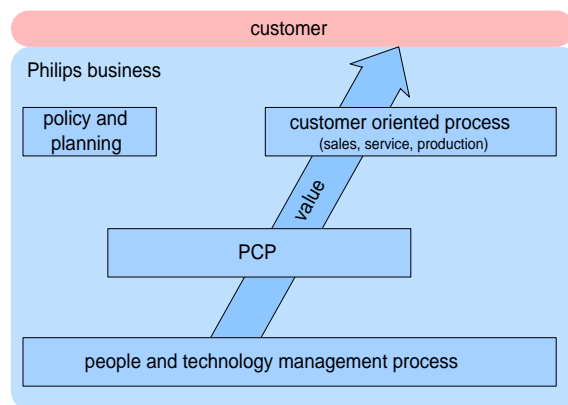 customer
Philips business
policy and
planning
customer oriented process
(sales, service, production)
value
PCP
people and technology management process